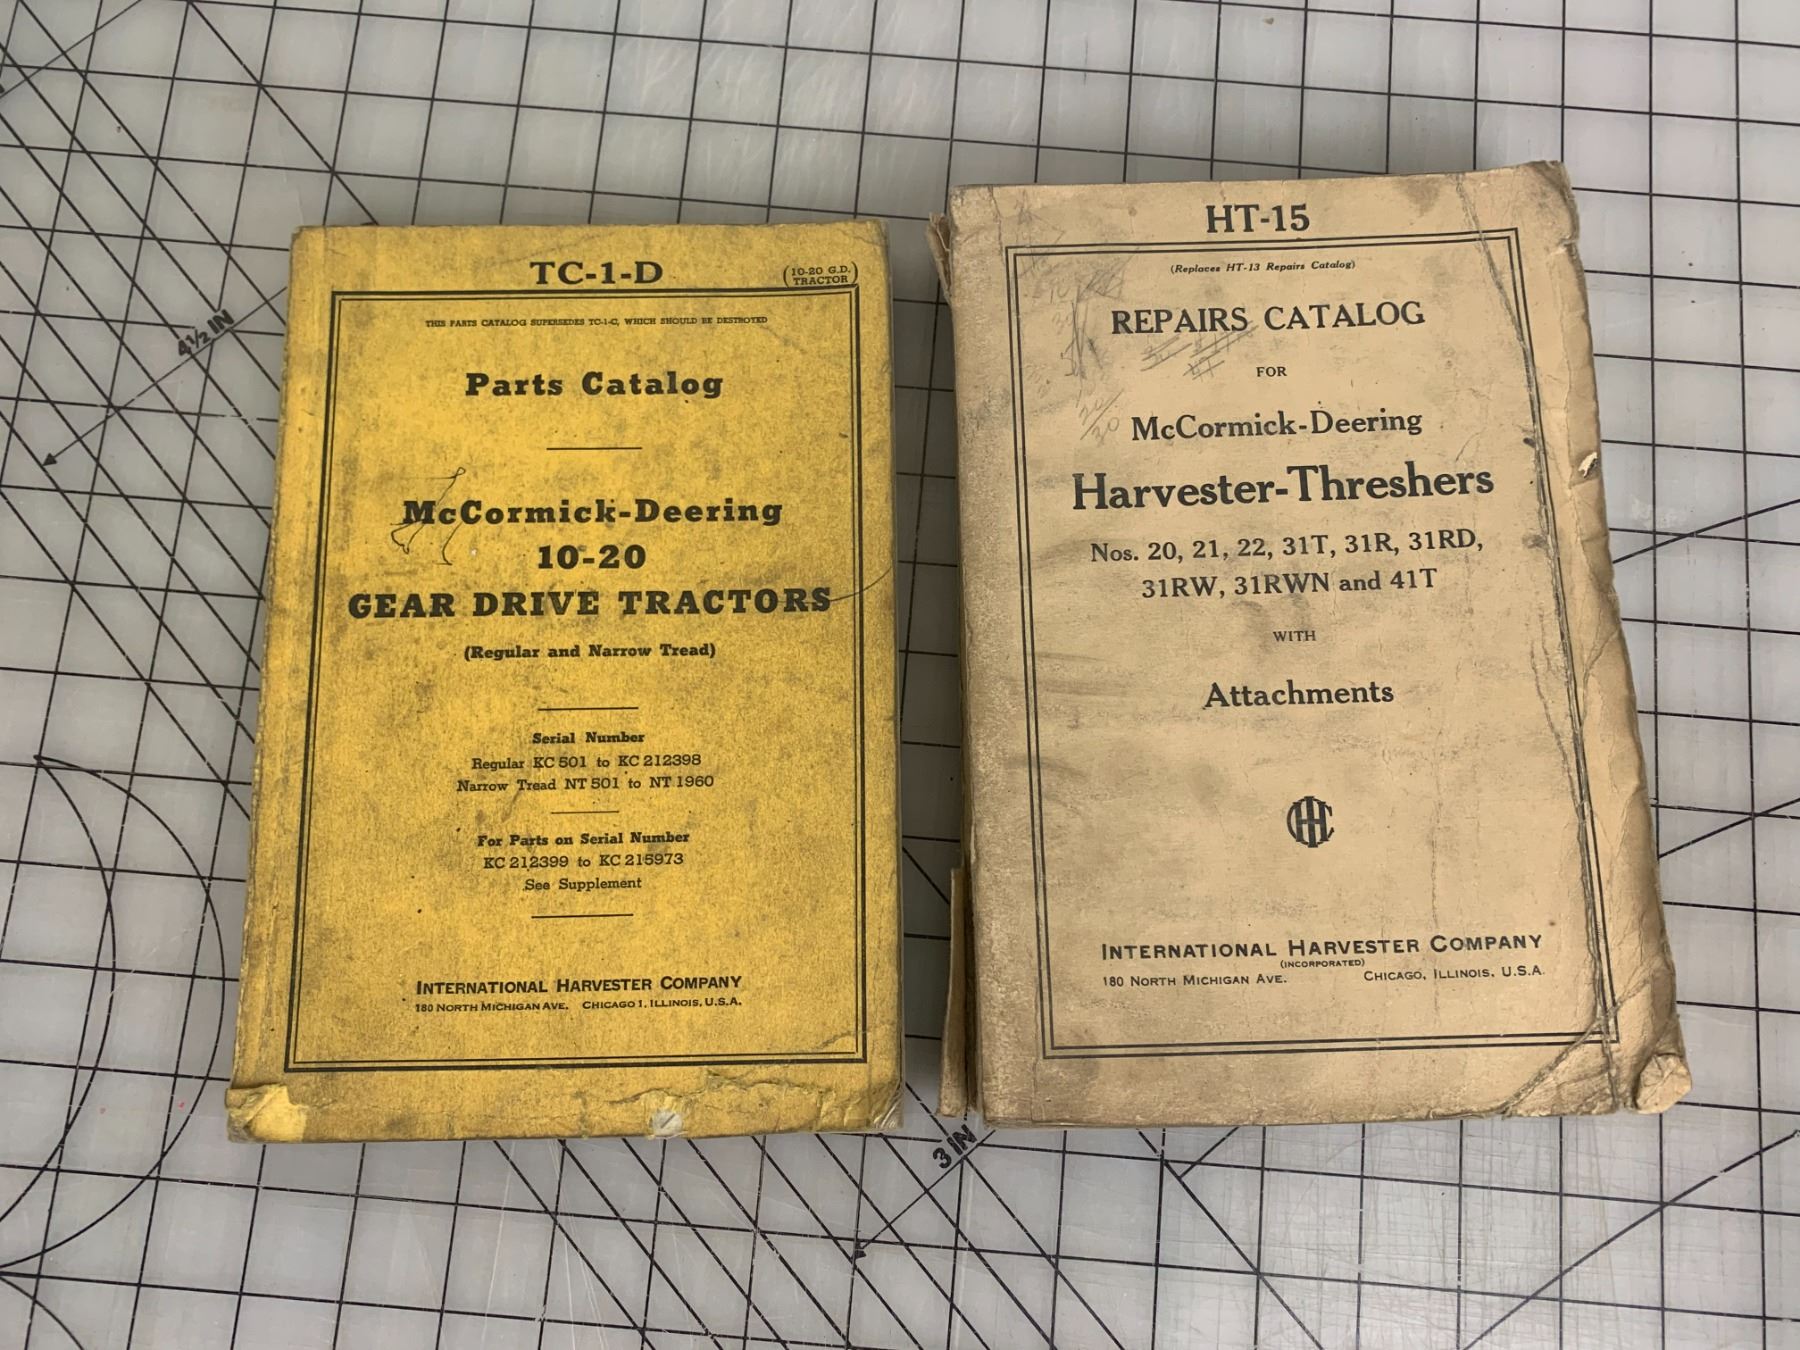 TC-1-D
(10-20 G.D. TRACTOR)
THIS PARTS CATALOG SUPERSEDES TC-1-C, WHICH SHOULD BE DESTROYED
Parts Catalog
McCormick-Deering
10-20
GEAR DRIVE TRACTORS
(Regular and Narrow Tread)
Serial Number
Regular KC 501 to KC 212398
Narrow Tread NT 501 to NT 1960
For Parts on Serial Number
KC 212399 to KC 215973
See Supplement
INTERNATIONAL HARVESTER COMPANY
180 NORTH MICHIGAN AVE. CHICAGO 1, ILLINOIS, U.S.A.
HT-15
(Replaces HT-13 Repairs Catalog)
REPAIRS CATALOG
FOR
McCormick-Deering
Harvester-Threshers
Nos. 20, 21, 22, 31T, 31R, 31RD,
31RW, 31RWN and 41T
WITH
Attachments
IHC
INTERNATIONAL HARVESTER COMPANY
(INCORPORATED)
180 NORTH MICHIGAN AVE. CHICAGO, ILLINOIS, U.S.A.
4½ IN
3 IN